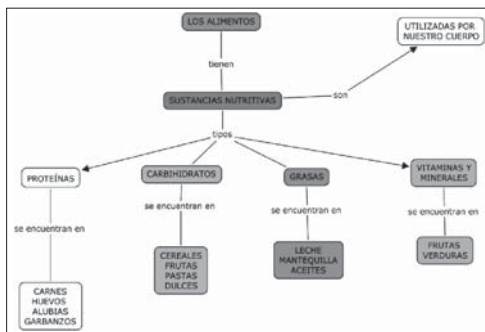 LOS ALIMENTOS
UTILIZADAS POR
NUESTRO CUERPO
tienen
son
SUSTANCIAS NUTRITIVAS
tipos
PROTEÍNAS
CARBIHIDRATOS
GRASAS
VITAMINAS Y
MINERALES
se encuentran en
se encuentran en
se encuentran en
se encuentran en
CARNES
HUEVOS
ALUBIAS
GARBANZOS
CEREALES
FRUTAS
PASTAS
DULCES
LECHE
MANTEQUILLA
ACEITES
FRUTAS
VERDURAS